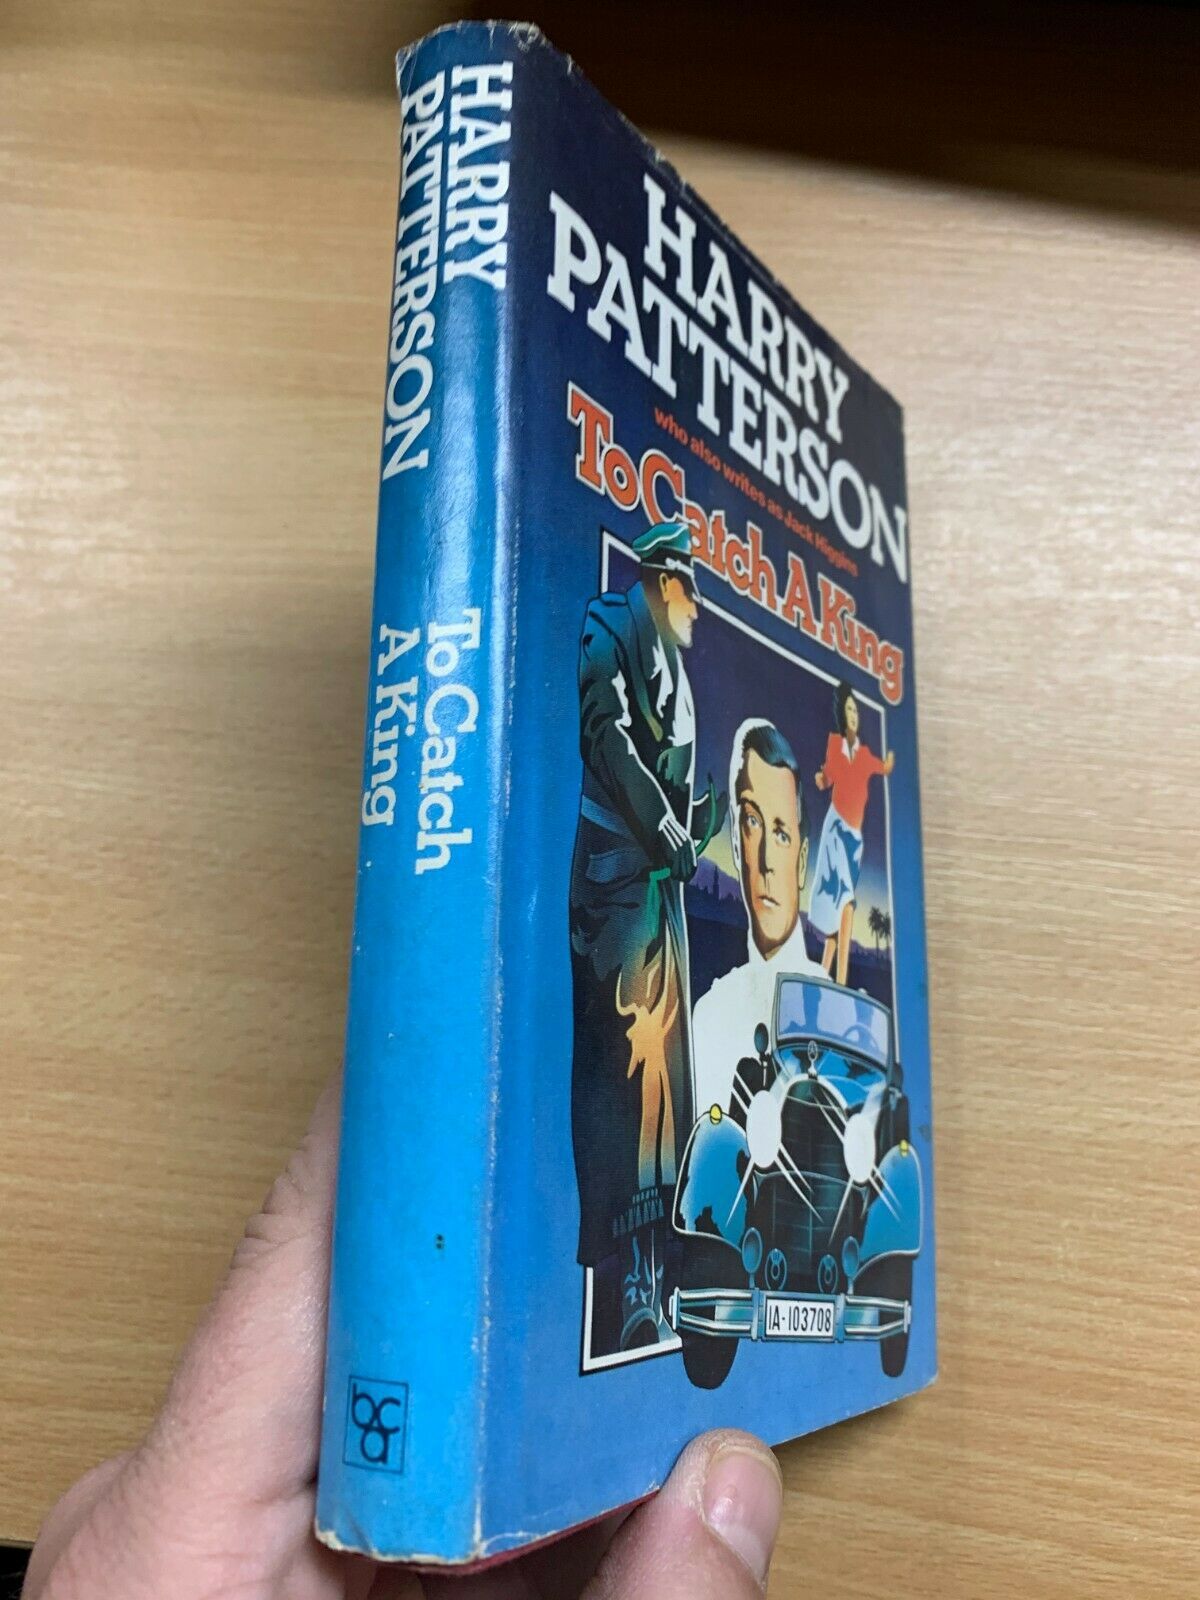 HARRY
PATTERSON
To Catch
A King
bca
HARRY
PATTERSON
who also writes as Jack Higgins
To Catch A King
IA-103708